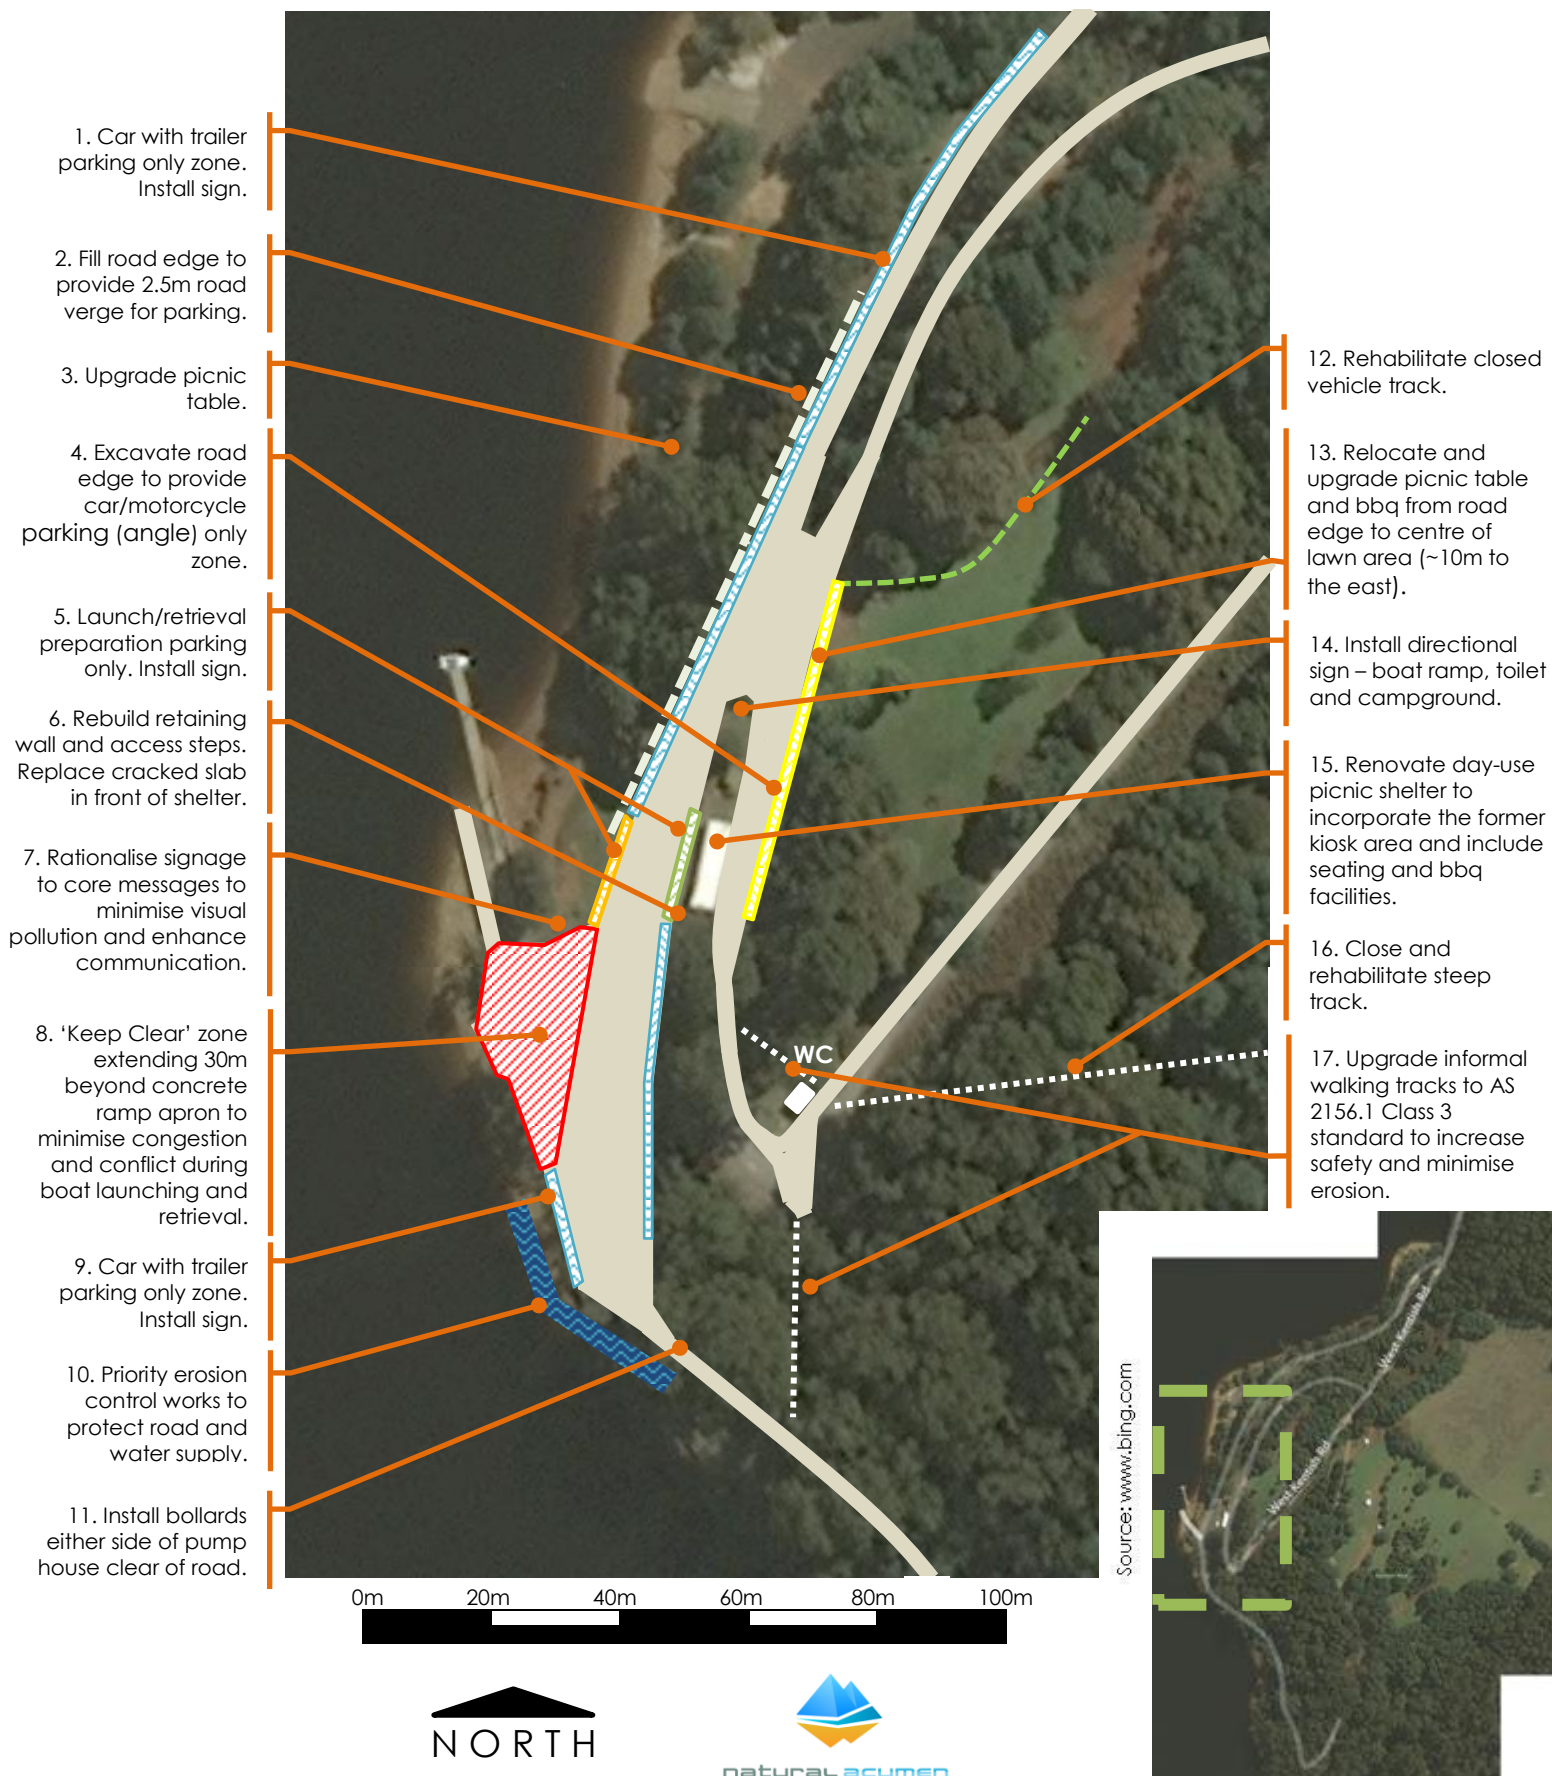 1. Car with trailer
parking only zone.
Install sign.
2. Fill road edge to
provide 2.5m road
verge for parking.
3. Upgrade picnic
table.
4. Excavate road
edge to provide
car/motorcycle
parking (angle) only
zone.
5. Launch/retrieval
preparation parking
only. Install sign.
6. Rebuild retaining
wall and access steps.
Replace cracked slab
in front of shelter.
7. Rationalise signage
to core messages to
minimise visual
pollution and enhance
communication.
8. ‘Keep Clear’ zone
extending 30m
beyond concrete
ramp apron to
minimise congestion
and conflict during
boat launching and
retrieval.
9. Car with trailer
parking only zone.
Install sign.
10. Priority erosion
control works to
protect road and
water supply.
11. Install bollards
either side of pump
house clear of road.
WC
12. Rehabilitate closed
vehicle track.
13. Relocate and
upgrade picnic table
and bbq from road
edge to centre of
lawn area (~10m to
the east).
14. Install directional
sign – boat ramp, toilet
and campground.
15. Renovate day-use
picnic shelter to
incorporate the former
kiosk area and include
seating and bbq
facilities.
16. Close and
rehabilitate steep
track.
17. Upgrade informal
walking tracks to AS
2156.1 Class 3
standard to increase
safety and minimise
erosion.
Source: www.bing.com
West Kentish Rd
West Kentish Rd
0m 20m 40m 60m 80m 100m
NORTH
natural acumen